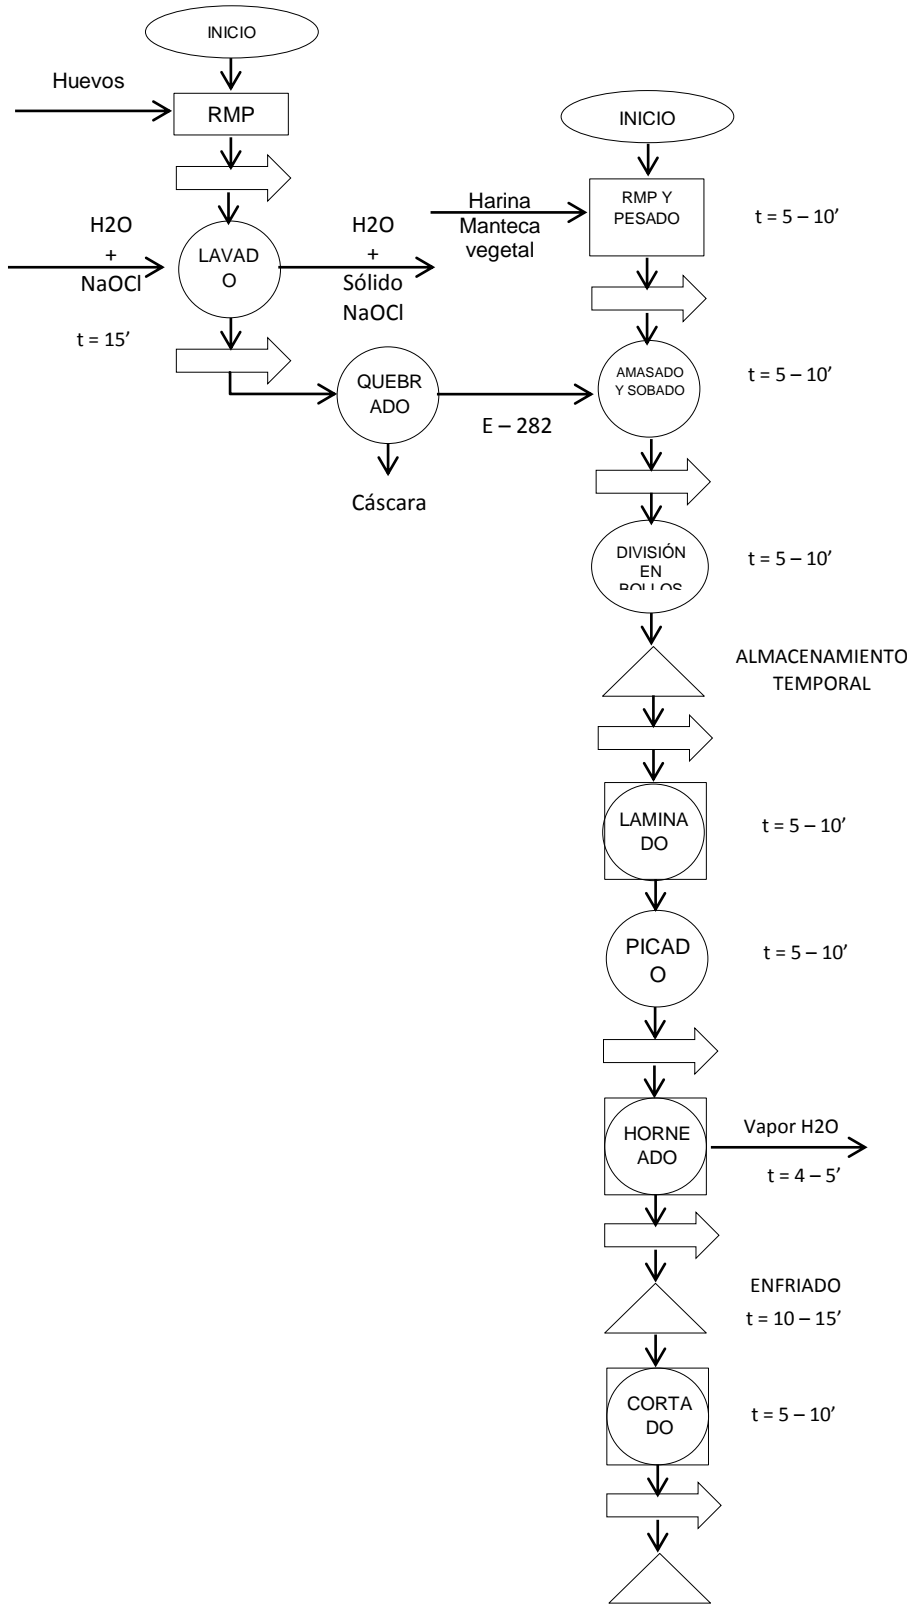 INICIO
Huevos
RMP
H2O
+
NaOCl
LAVAD
O
H2O
+
Sólido
NaOCl
t = 15’
QUEBR
ADO
E – 282
Cáscara
INICIO
Harina
Manteca
vegetal
RMP Y
PESADO
t = 5 – 10’
AMASADO
Y SOBADO
t = 5 – 10’
DIVISIÓN
EN
BOLLOS
t = 5 – 10’
ALMACENAMIENTO
TEMPORAL
LAMINA
DO
t = 5 – 10’
PICAD
O
t = 5 – 10’
HORNE
ADO
Vapor H2O
t = 4 – 5’
ENFRIADO
t = 10 – 15’
CORTA
DO
t = 5 – 10’